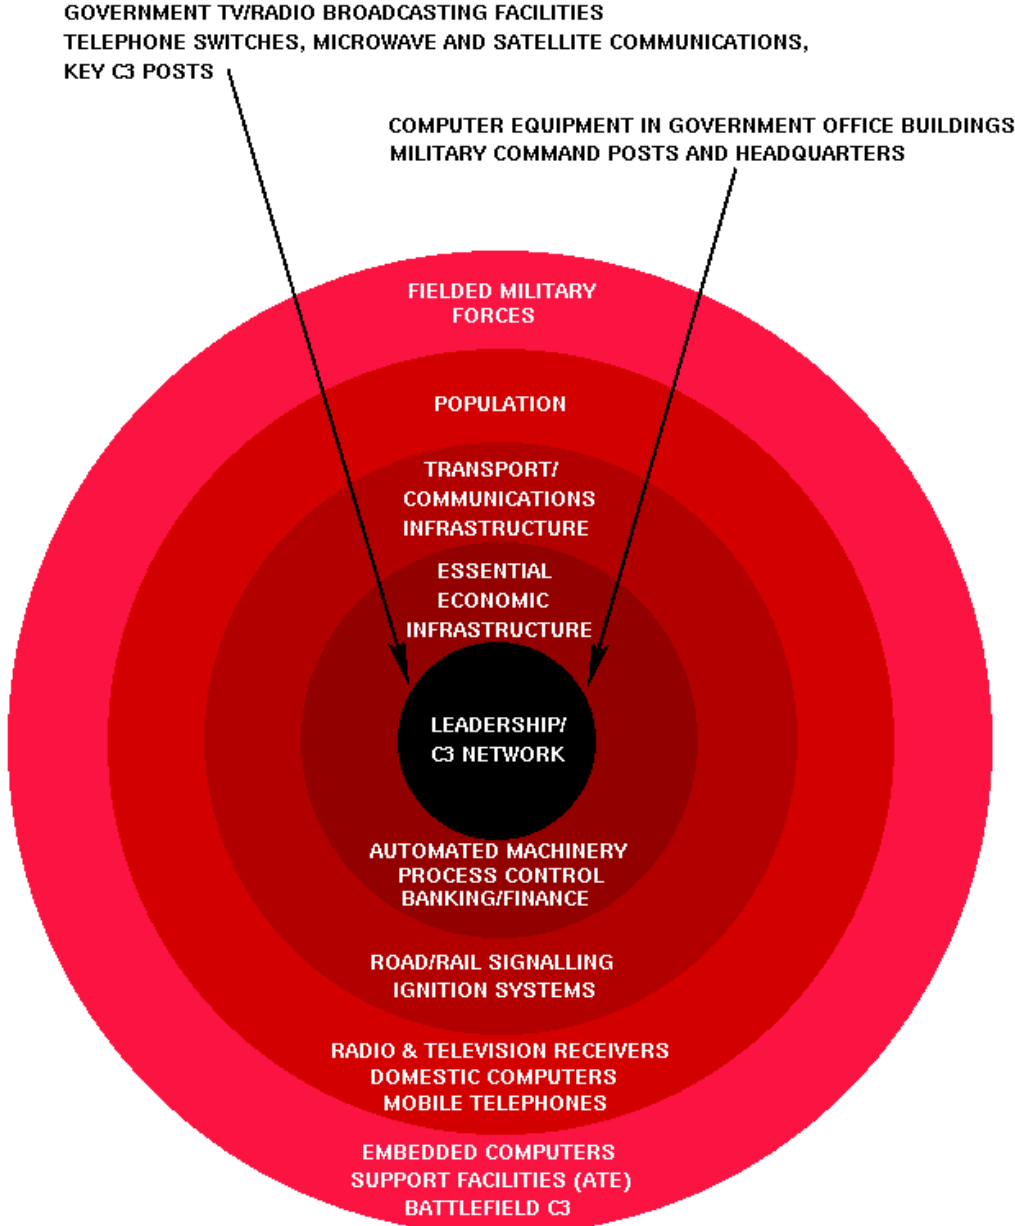 GOVERNMENT TV/RADIO BROADCASTING FACILITIES
TELEPHONE SWITCHES, MICROWAVE AND SATELLITE COMMUNICATIONS,
KEY C3 POSTS
COMPUTER EQUIPMENT IN GOVERNMENT OFFICE BUILDINGS
MILITARY COMMAND POSTS AND HEADQUARTERS
FIELDED MILITARY
FORCES
POPULATION
TRANSPORT/
COMMUNICATIONS
INFRASTRUCTURE
ESSENTIAL
ECONOMIC
INFRASTRUCTURE
LEADERSHIP/
C3 NETWORK
AUTOMATED MACHINERY
PROCESS CONTROL
BANKING/FINANCE
ROAD/RAIL SIGNALLING
IGNITION SYSTEMS
RADIO & TELEVISION RECEIVERS
DOMESTIC COMPUTERS
MOBILE TELEPHONES
EMBEDDED COMPUTERS
SUPPORT FACILITIES (ATE)
BATTLEFIELD C3